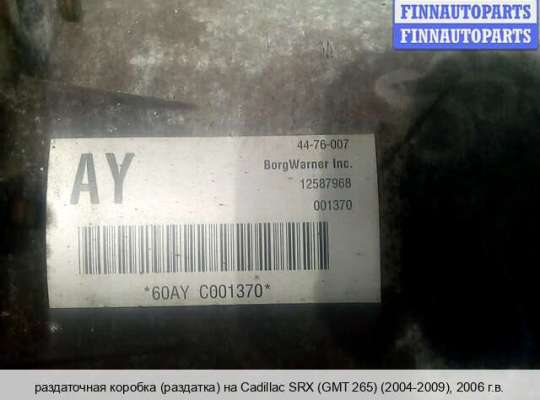 FINNAUTOPARTS
FINNAUTOPARTS
44-76-007
AY
BorgWarner Inc.
12587968
001370
*60AY C001370*
раздаточная коробка (раздатка) на Cadillac SRX (GMT 265) (2004-2009), 2006 г.в.